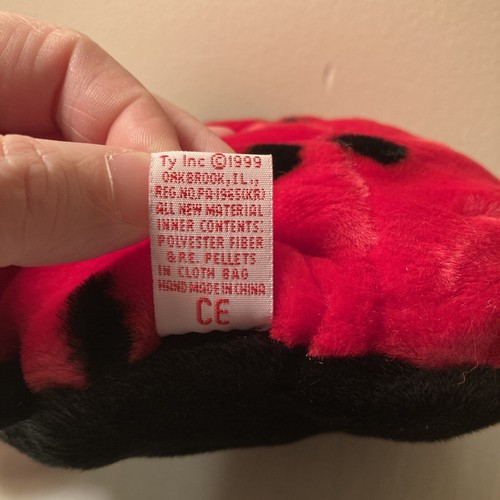 Ty Inc ©1999
OAKBROOK, IL.,
REG.NO.PA-1965(KR)
ALL NEW MATERIAL
INNER CONTENTS:
POLYESTER FIBER
& P.E. PELLETS
IN CLOTH BAG
HAND MADE IN CHINA
CE